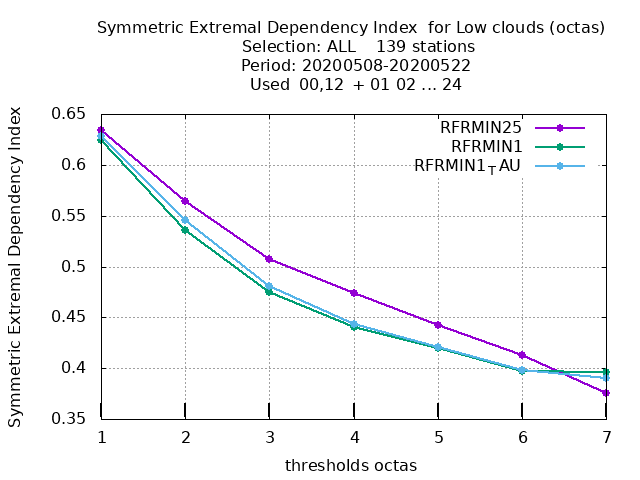 Symmetric Extremal Dependency Index  for Low clouds (octas)
Selection: ALL    139 stations
Period: 20200508-20200522
Used  00,12  + 01 02 ... 24
RFRMIN25
RFRMIN1
RFRMIN1TAU
Symmetric Extremal Dependency Index
0.65
0.6
0.55
0.5
0.45
0.4
0.35
1 2 3 4 5 6 7
thresholds octas